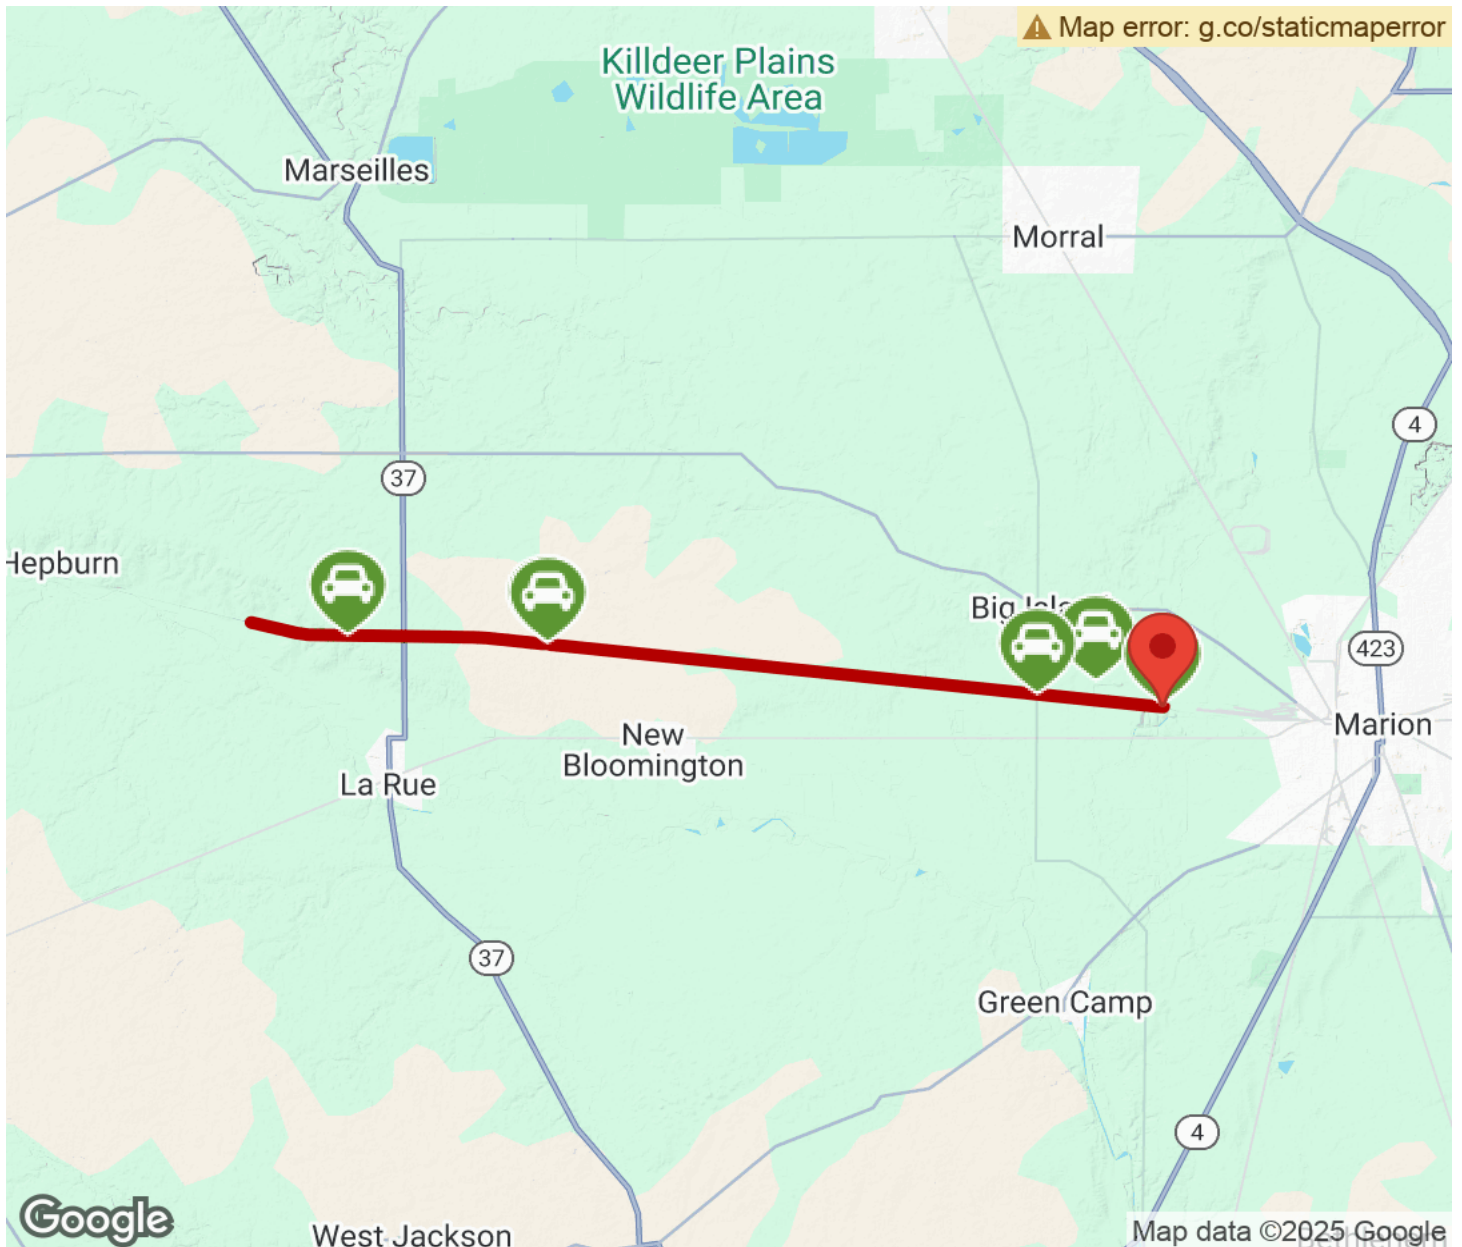 Map error: g.co/staticmaperror
Killdeer Plains
Wildlife Area
Marseilles
Morral
4
37
Hepburn
Big
423
New
Bloomington
Marion
La Rue
37
Green Camp
4
West Jackson
Google
Map data ©2025 Google